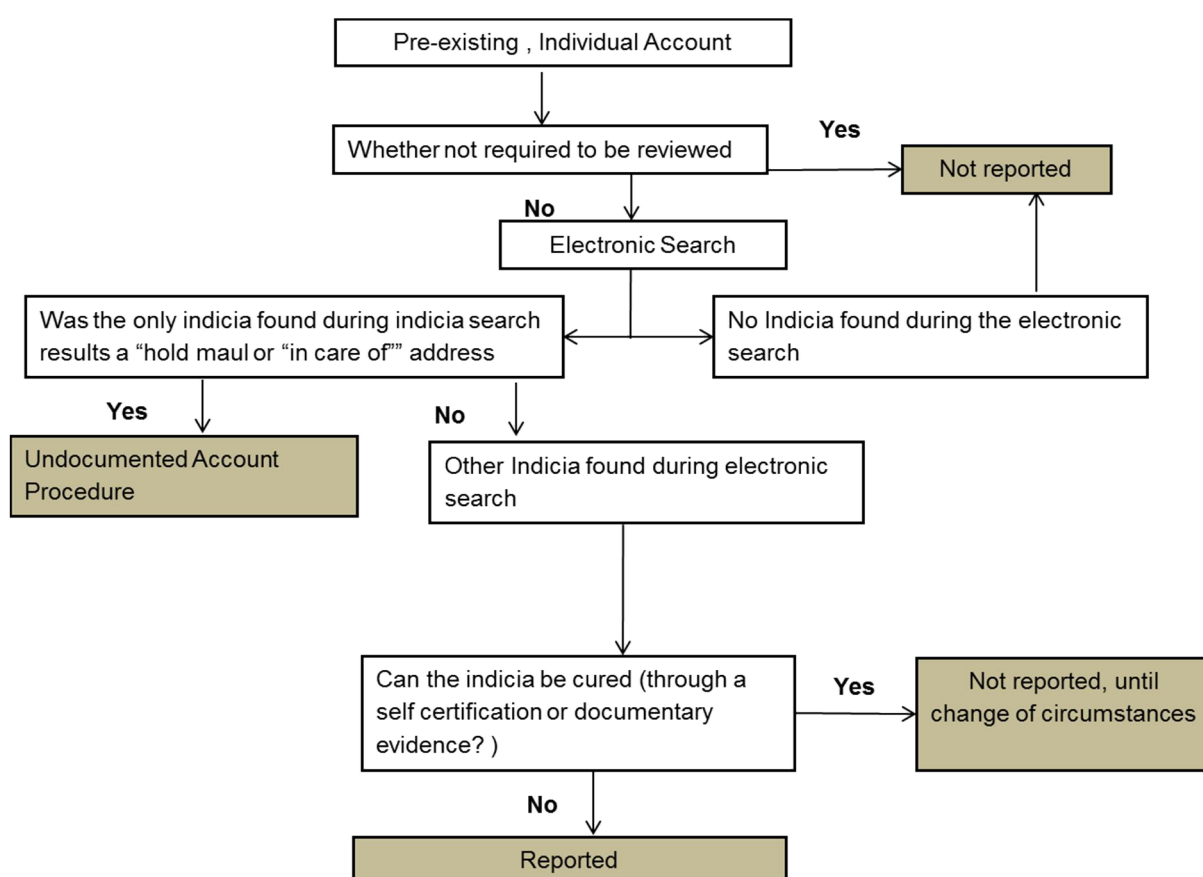 Pre-existing , Individual Account
Whether not required to be reviewed
Yes
Not reported
No
Electronic Search
Was the only indicia found during indicia search
results a “hold maul or “in care of”” address
No Indicia found during the electronic
search
Yes
No
Undocumented Account
Procedure
Other Indicia found during electronic
search
Can the indicia be cured (through a
self certification or documentary
evidence? )
Yes
Not reported, until
change of circumstances
No
Reported